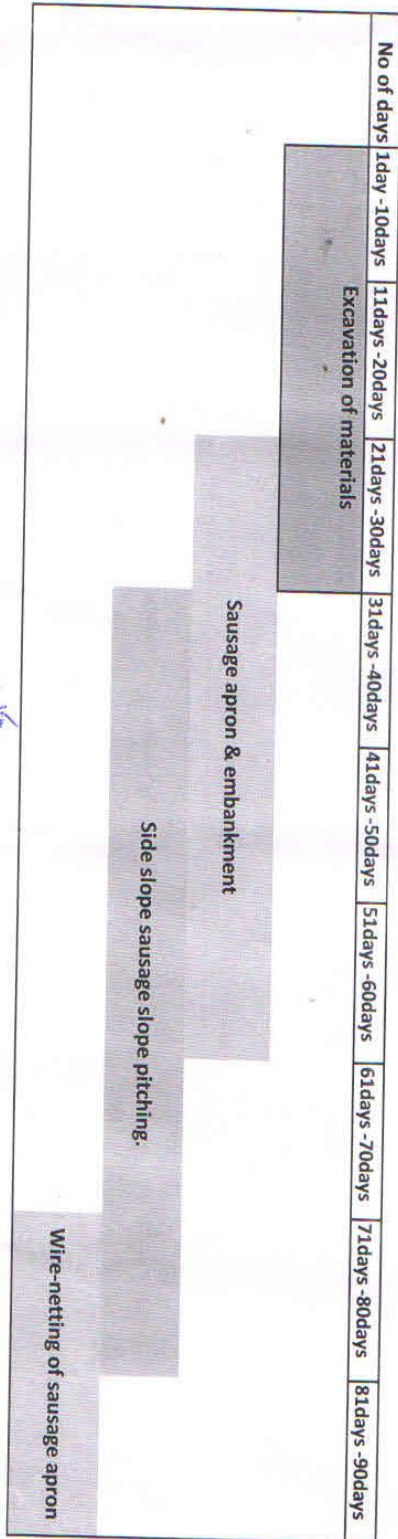 No of days 1day -10days 11days -20days 21days -30days 31days -40days 41days -50days 51days -60days 61days -70days 71days -80days 81days -90days
Excavation of materials
Sausage apron & embankment
Side slope sausage slope pitching.
Wire-netting of sausage apron